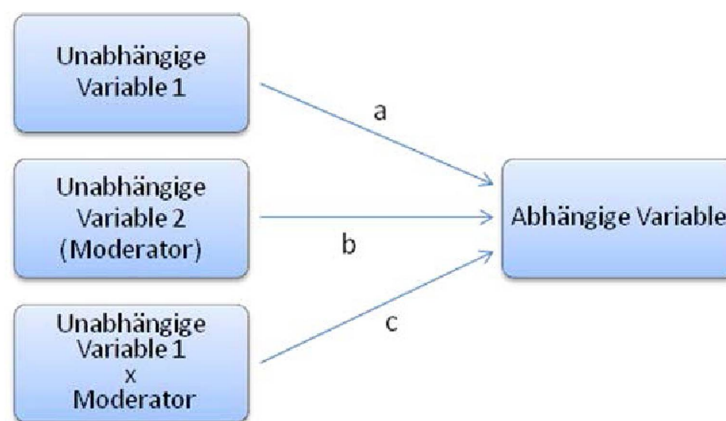 Unabhängige
Variable 1
a
Unabhängige
Variable 2
(Moderator)
b
Abhängige Variable
Unabhängige
Variable 1
x
Moderator
c